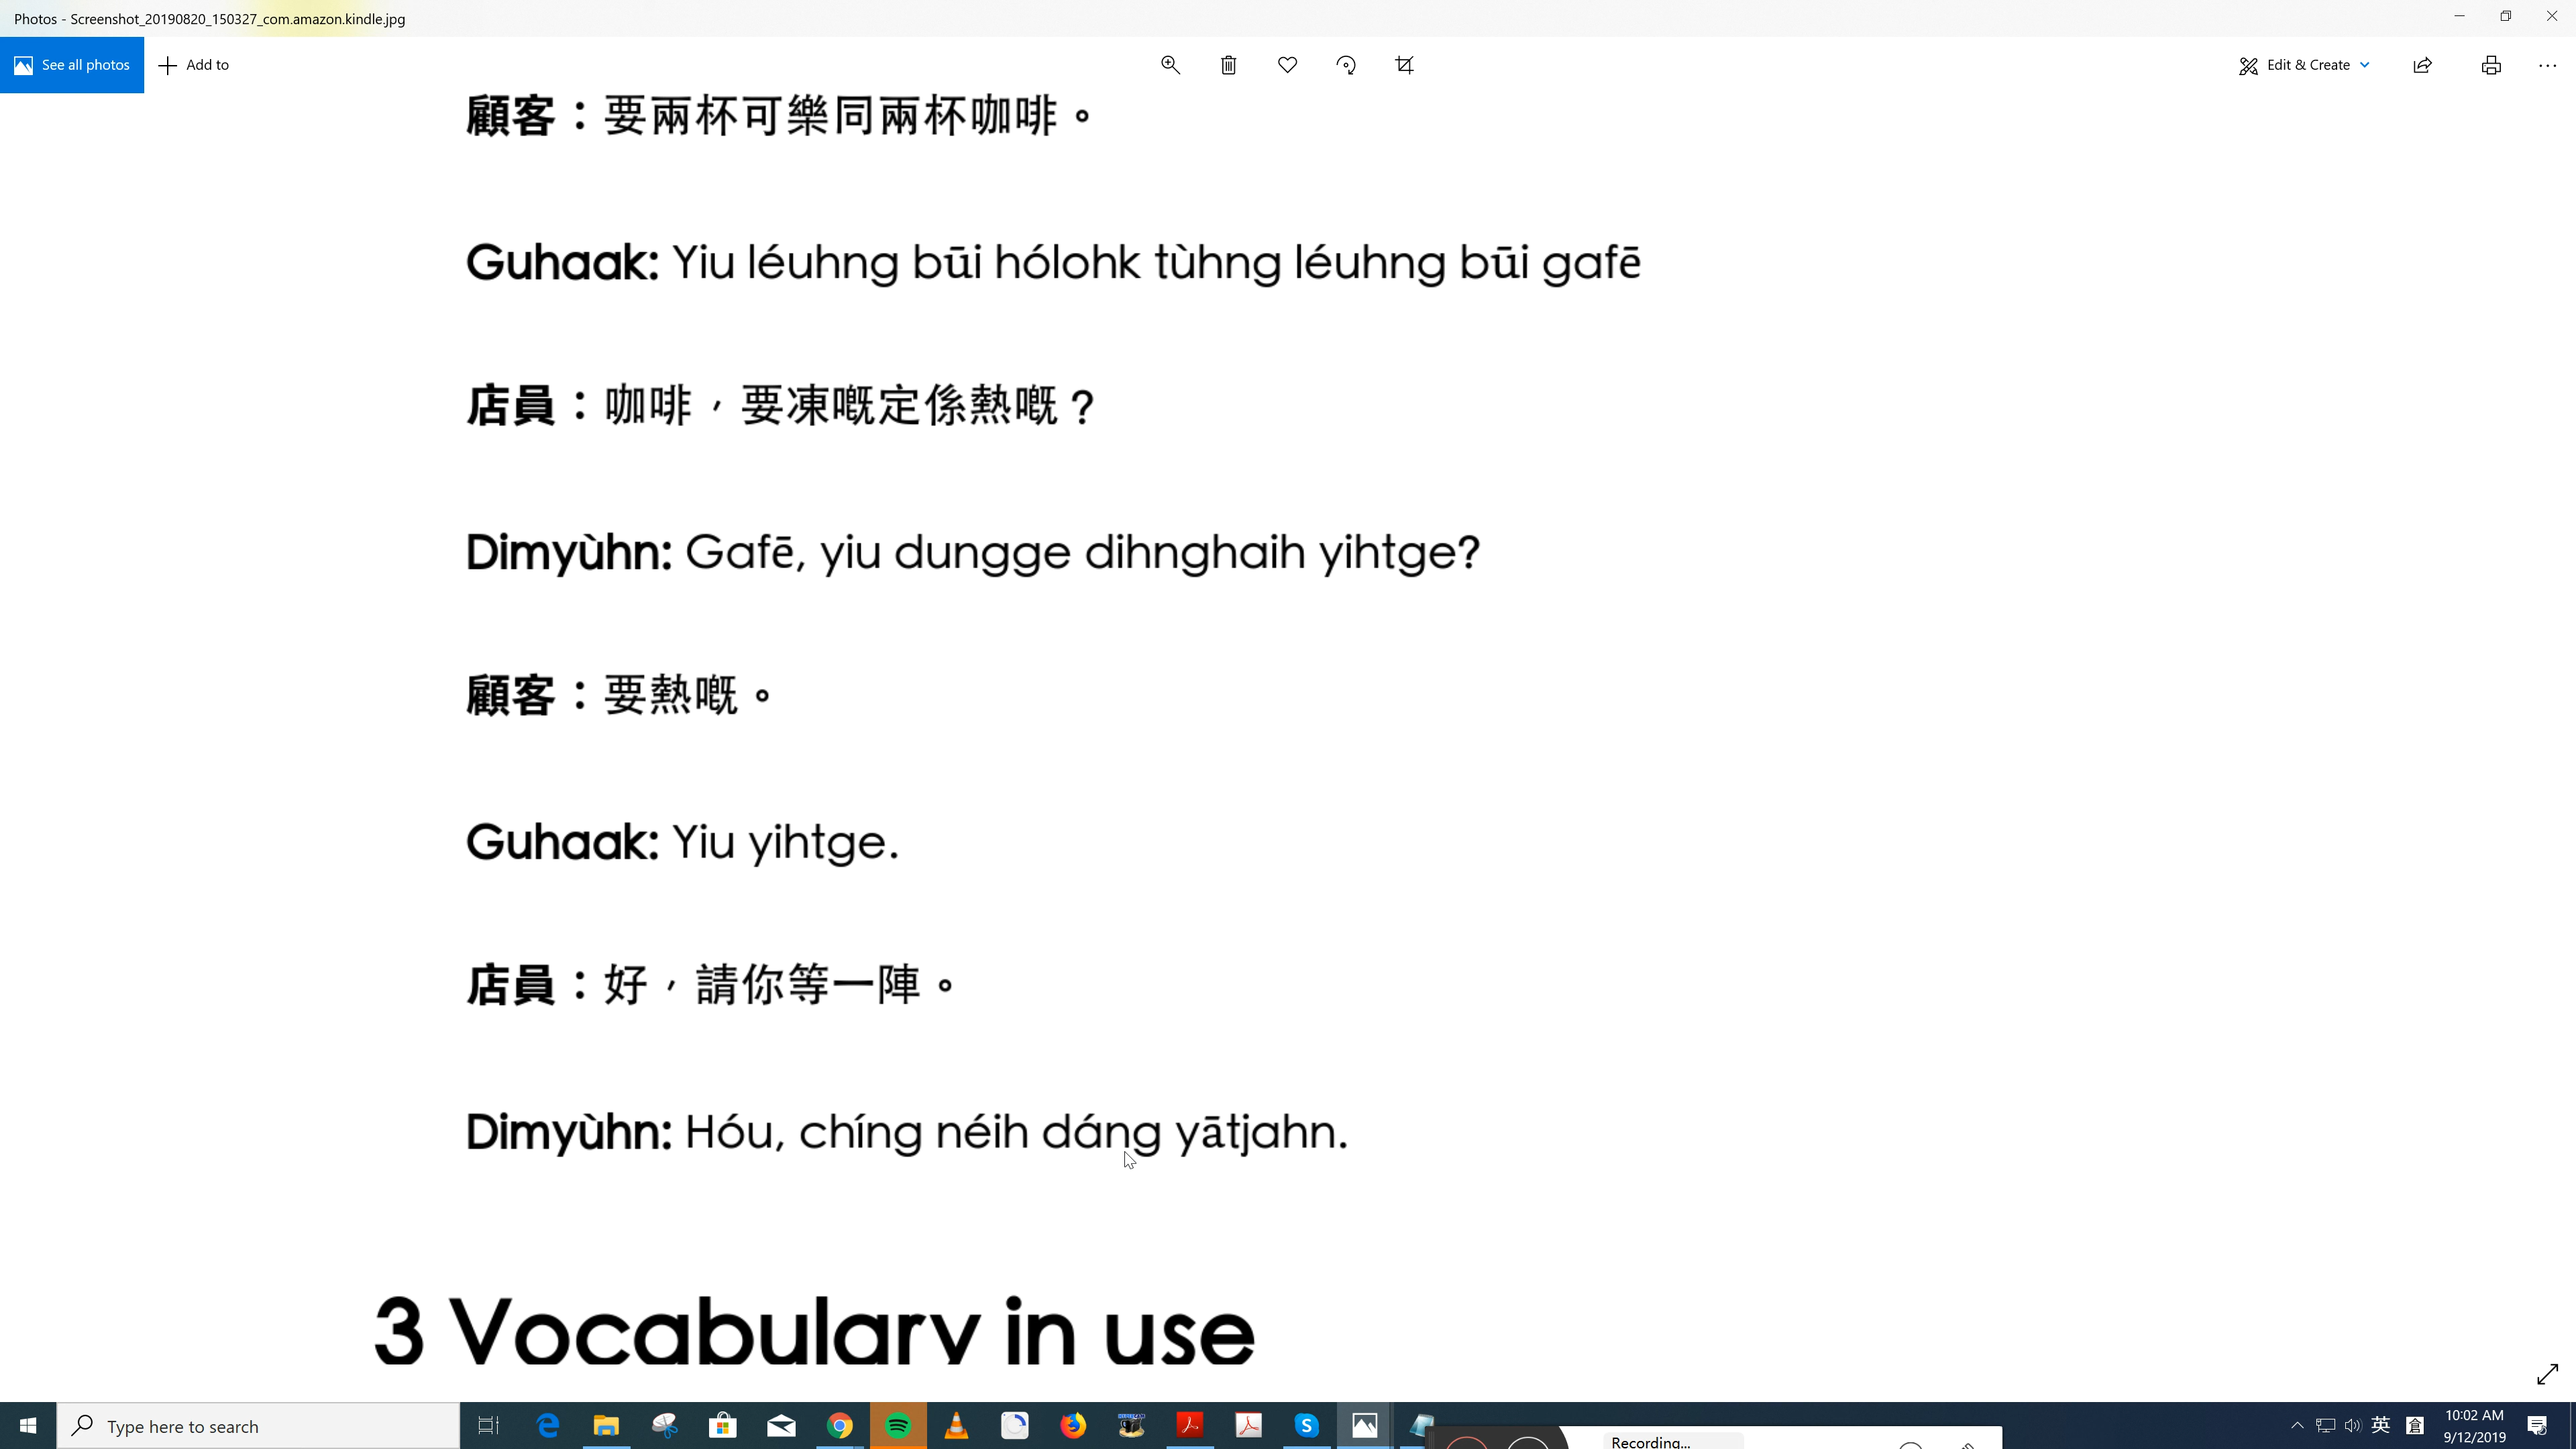 Photos - Screenshot_20190820_150327_com.amazon.kindle.jpg
See all photos
Add to
Edit & Create
顧客：要兩杯可樂同兩杯咖啡。
Guhaak: Yiu léuhng būi hólohk tùhng léuhng būi gafē
店員：咖啡，要凍嘅定係熱嘅？
Dimyùhn: Gafē, yiu dungge dihnghaih yihtge?
顧客：要熱嘅。
Guhaak: Yiu yihtge.
店員：好，請你等一陣。
Dimyùhn: Hóu, chíng néih dáng yātjahn.
3 Vocabulary in use
Type here to search
Recording...
英
倉
10:02 AM
9/12/2019